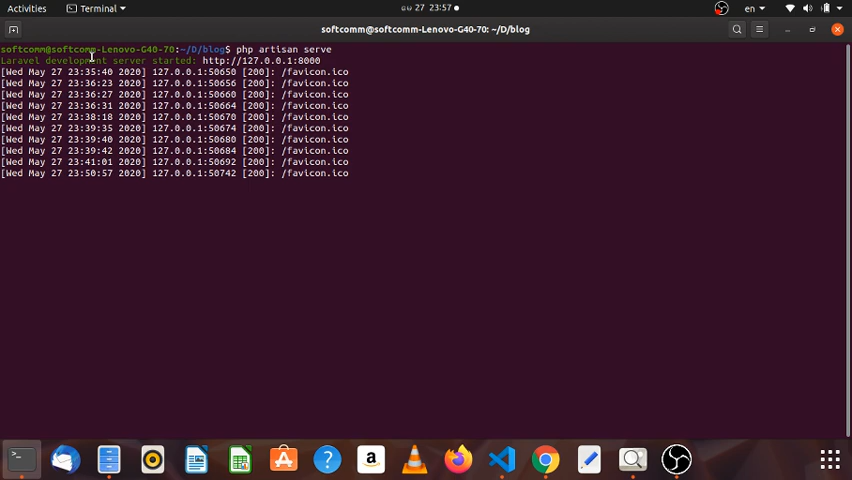 Activities
Terminal
27 23:57
en
softcomm@softcomm-Lenovo-G40-70: ~/D/blog
softcomm@softcomm-Lenovo-G40-70:~/D/blog$ php artisan serve
Laravel development server started: http://127.0.0.1:8000
[Wed May 27 23:35:40 2020] 127.0.0.1:50650 [200]: /favicon.ico
[Wed May 27 23:36:23 2020] 127.0.0.1:50656 [200]: /favicon.ico
[Wed May 27 23:36:27 2020] 127.0.0.1:50660 [200]: /favicon.ico
[Wed May 27 23:36:31 2020] 127.0.0.1:50664 [200]: /favicon.ico
[Wed May 27 23:38:18 2020] 127.0.0.1:50670 [200]: /favicon.ico
[Wed May 27 23:39:35 2020] 127.0.0.1:50674 [200]: /favicon.ico
[Wed May 27 23:39:40 2020] 127.0.0.1:50680 [200]: /favicon.ico
[Wed May 27 23:39:42 2020] 127.0.0.1:50684 [200]: /favicon.ico
[Wed May 27 23:41:01 2020] 127.0.0.1:50692 [200]: /favicon.ico
[Wed May 27 23:50:57 2020] 127.0.0.1:50742 [200]: /favicon.ico